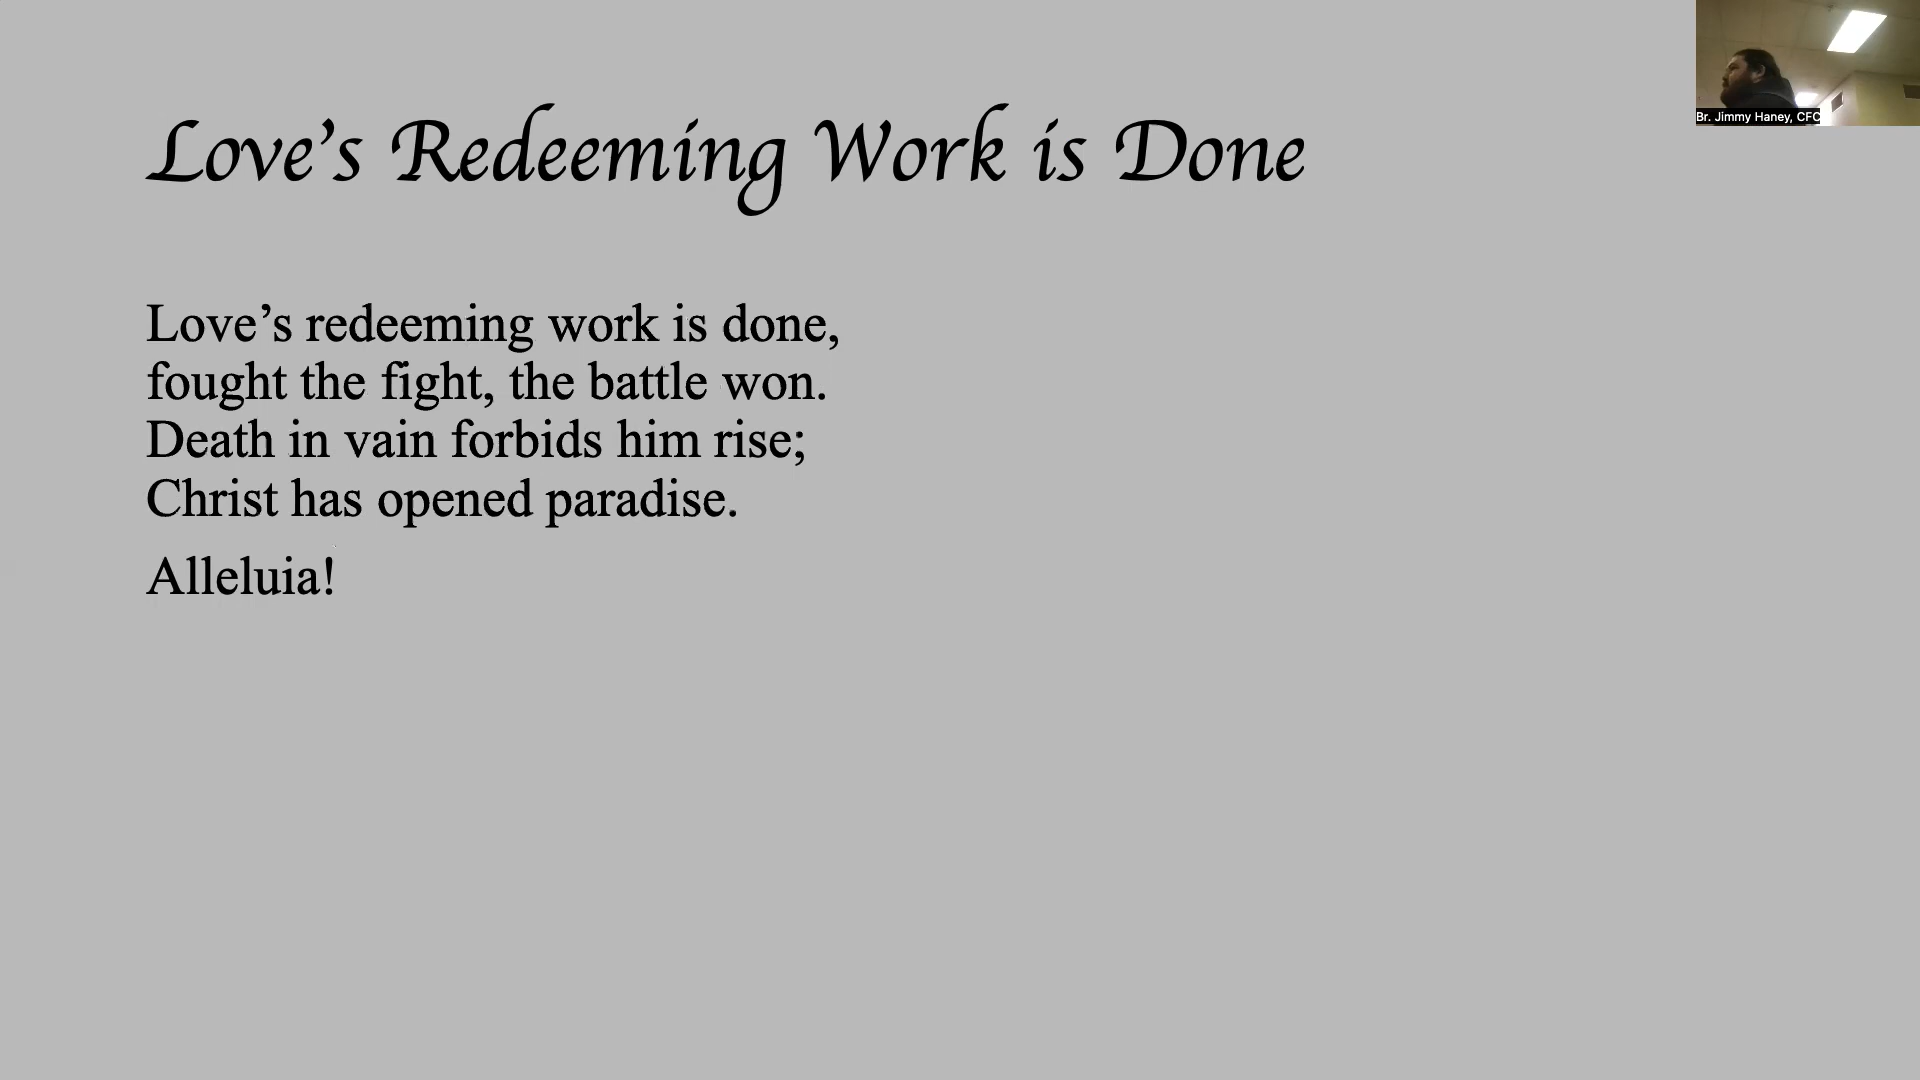 Love’s Redeeming Work is Done
Br. Jimmy Haney, CFC
Love’s redeeming work is done,
fought the fight, the battle won.
Death in vain forbids him rise;
Christ has opened paradise.
Alleluia!